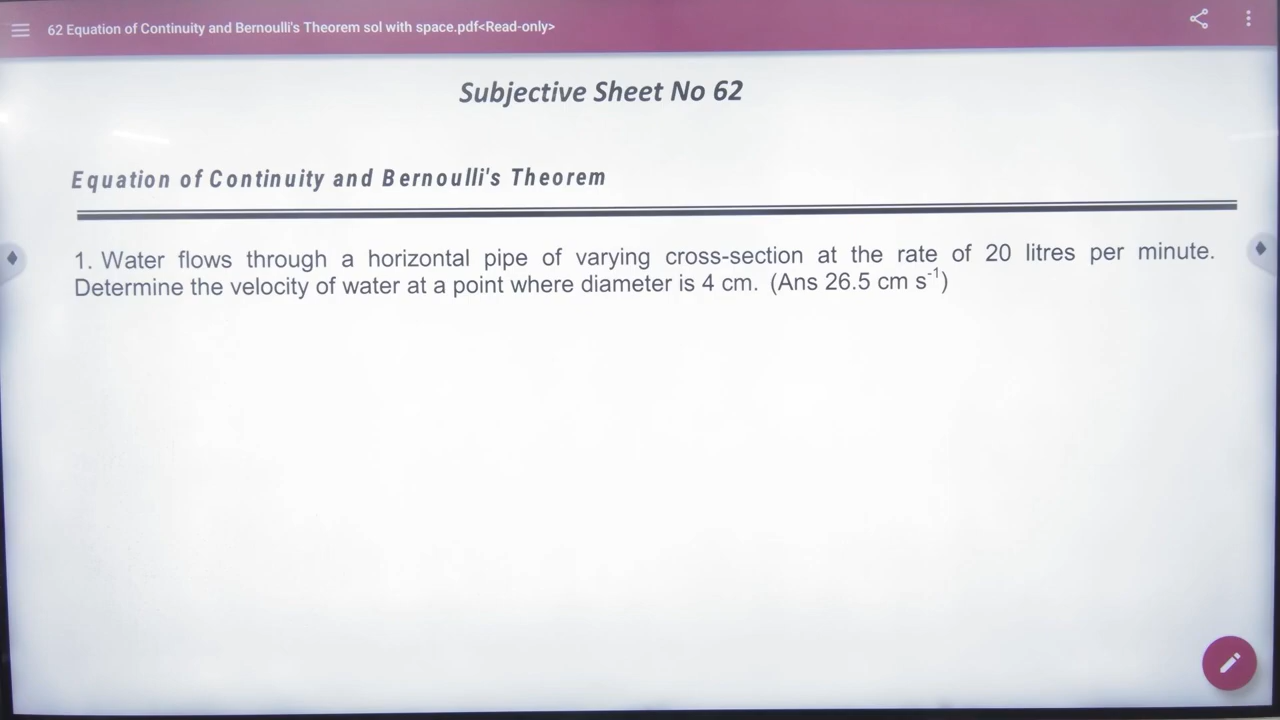 62 Equation of Continuity and Bernoulli's Theorem sol with space.pdf<Read-only>
Subjective Sheet No 62
Equation of Continuity and Bernoulli's Theorem
1. Water flows through a horizontal pipe of varying cross-section at the rate of 20 litres per minute.
Determine the velocity of water at a point where diameter is 4 cm. (Ans 26.5 cm s⁻¹)